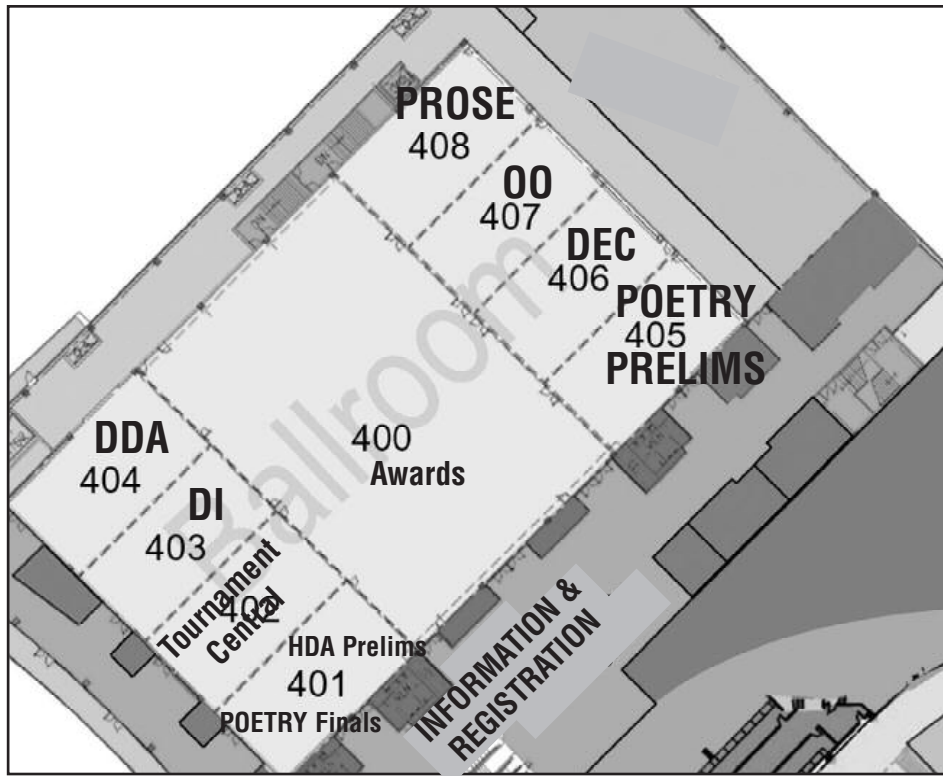 PROSE
408
OO
407
DEC
406
POETRY
405
PRELIMS
Ballroom
400
Awards
DDA
404
DI
403
Tournament
402
Central
HDA Prelims
401
POETRY Finals
INFORMATION &
REGISTRATION